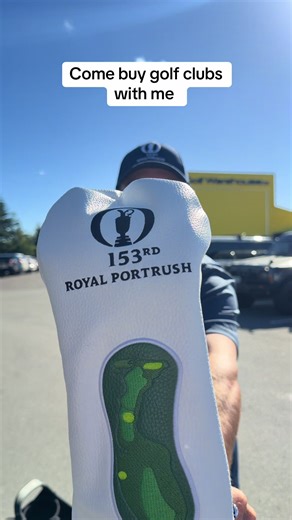 Come buy golf clubs
with me
153RD
ROYAL PORTRUSH